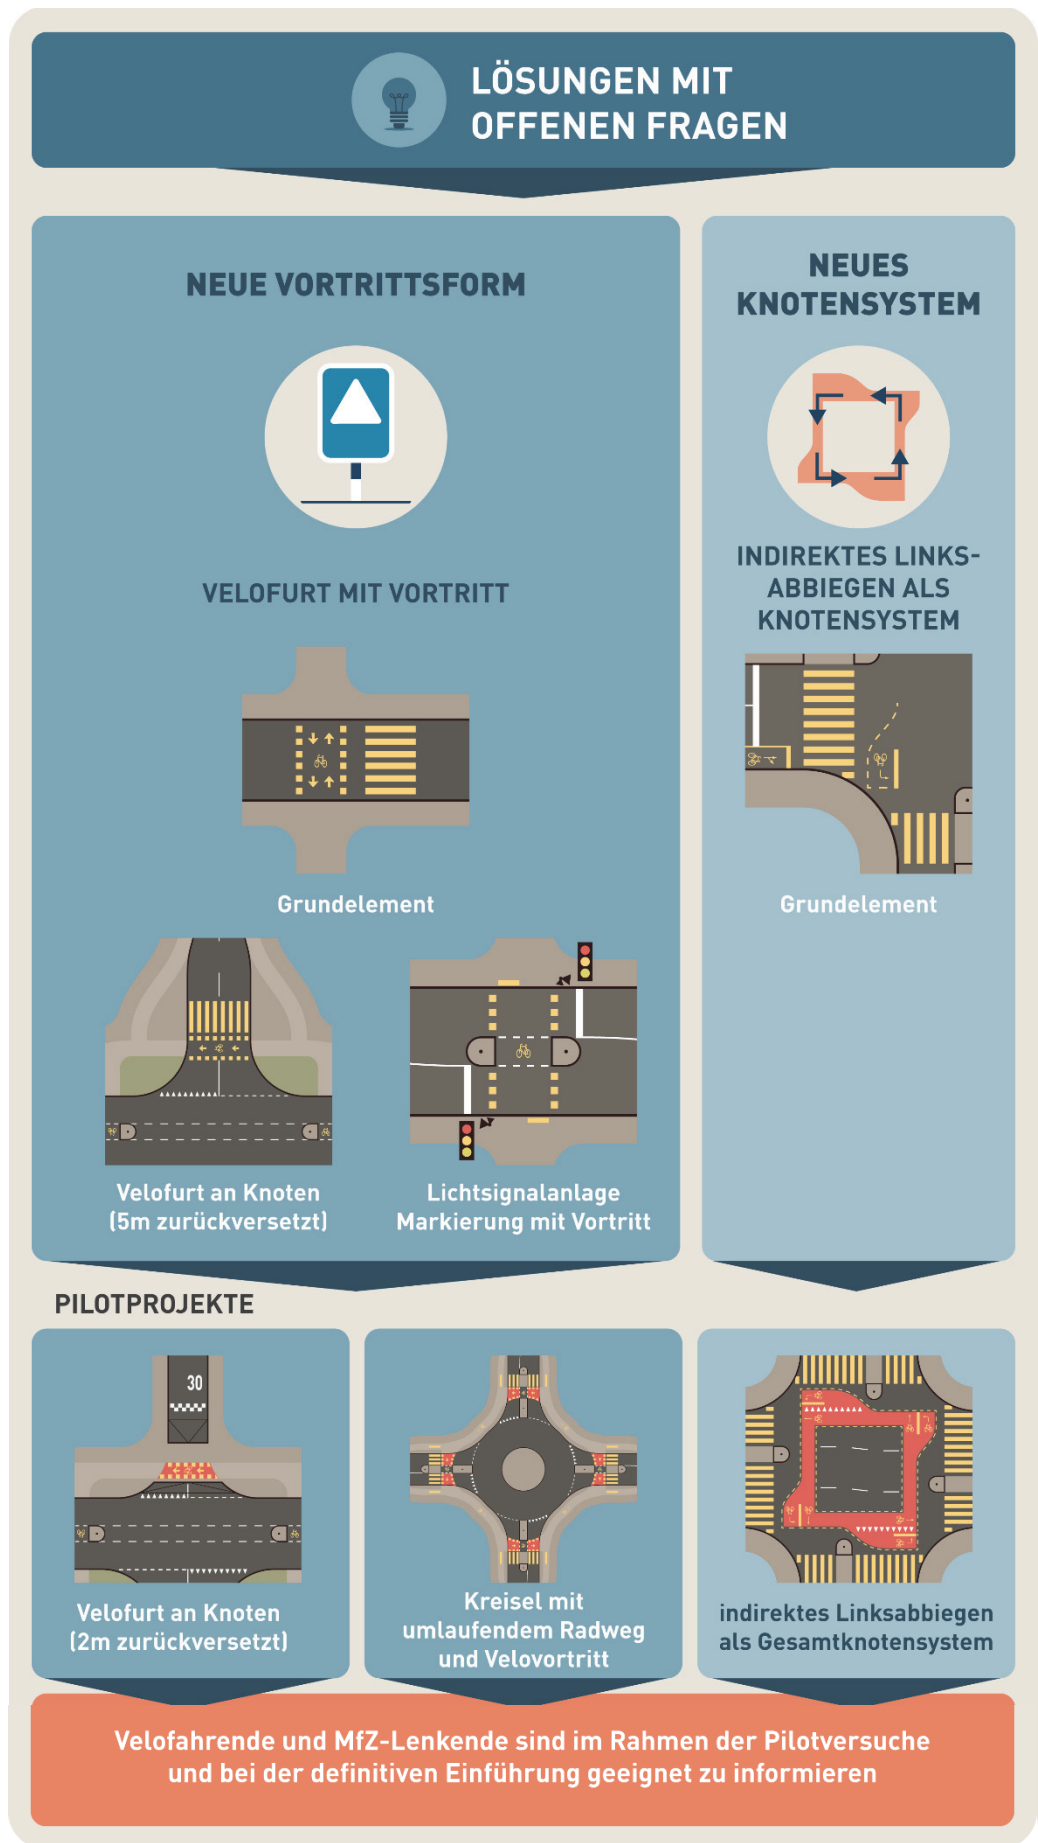 LÖSUNGEN MIT
OFFENEN FRAGEN
NEUE VORTRITTSFORM
VELOFURT MIT VORTRITT
Grundelement
Velofurt an Knoten
(5m zurückversetzt)
Lichtsignalanlage
Markierung mit Vortritt
NEUES
KNOTENSYSTEM
INDIREKTES LINKS-
ABBIEGEN ALS
KNOTENSYSTEM
Grundelement
PILOTPROJEKTE
30
Velofurt an Knoten
(2m zurückversetzt)
Kreisel mit
umlaufendem Radweg
und Velovortritt
indirektes Linksabbiegen
als Gesamtknotensystem
Velofahrende und MfZ-Lenkende sind im Rahmen der Pilotversuche
und bei der definitiven Einführung geeignet zu informieren